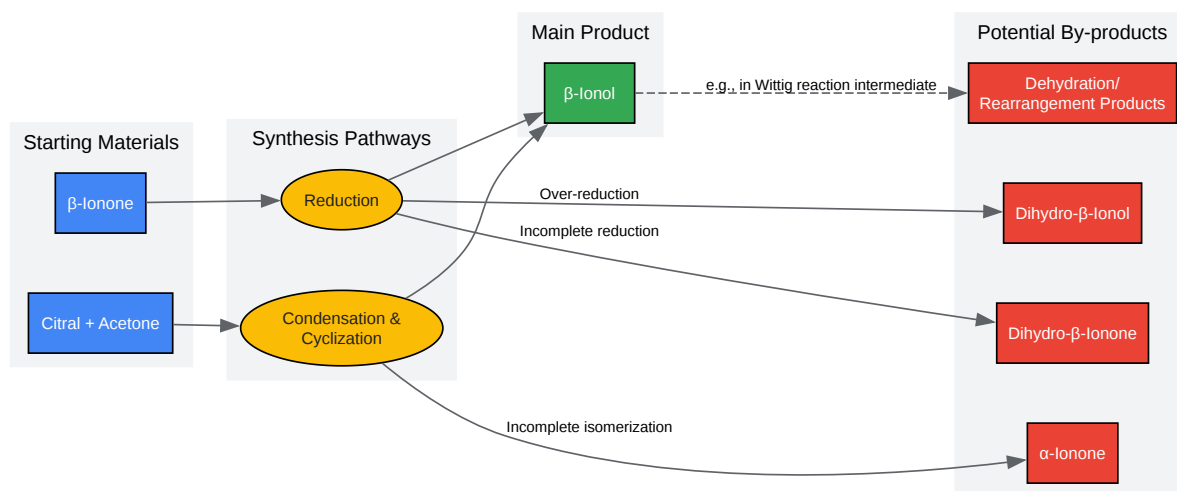 Main Product
Potential By-products
β-Ionol
e.g., in Wittig reaction intermediate
Dehydration/
Rearrangement Products
Starting Materials
Synthesis Pathways
β-Ionone
Reduction
Over-reduction
Dihydro-β-Ionol
Incomplete reduction
Citral + Acetone
Condensation &
Cyclization
Dihydro-β-Ionone
Incomplete isomerization
α-Ionone